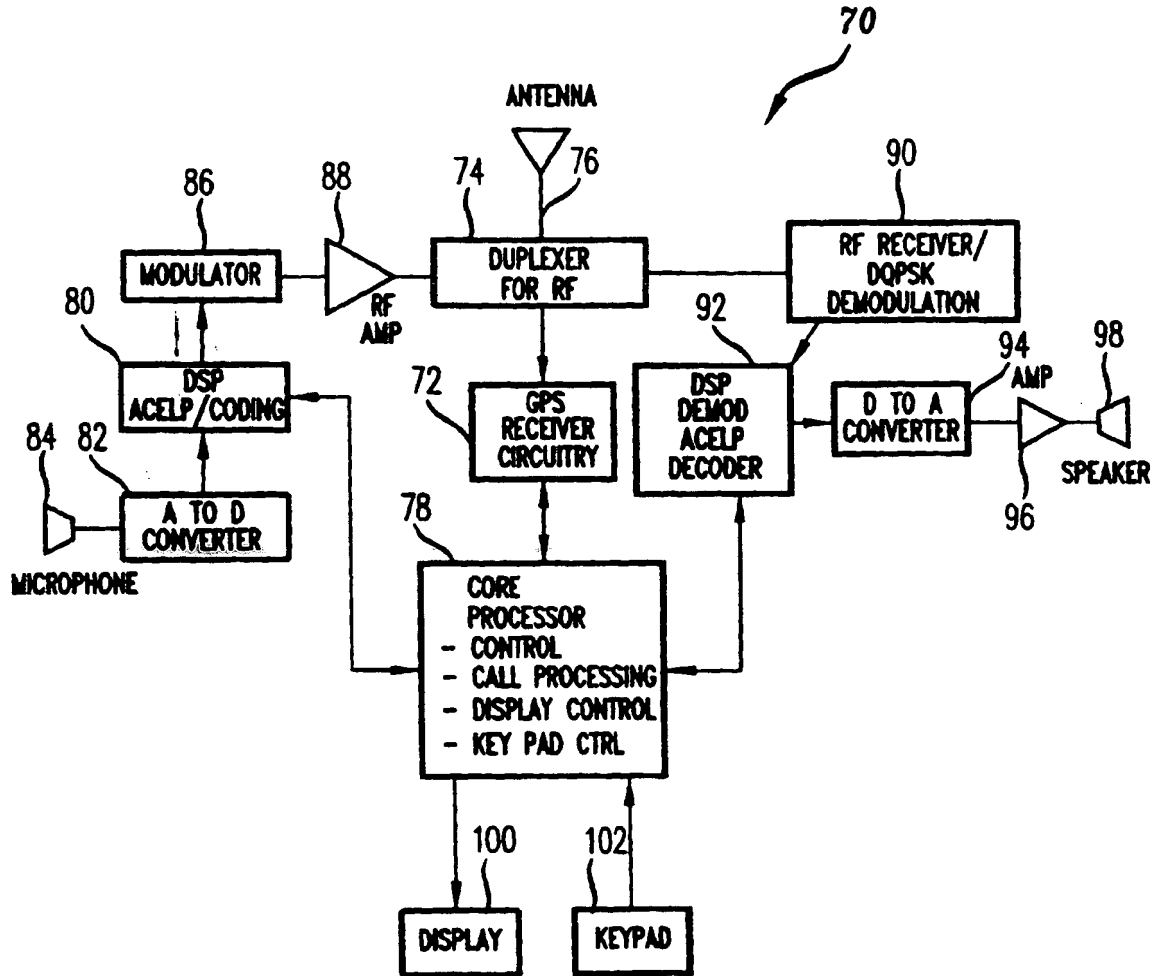 70
ANTENNA
86
88
74
76
90
MODULATOR
RF
AMP
DUPLEXER
FOR RF
RF RECEIVER/
DQPSK
DEMODULATION
80
DSP
ACELP/CODING
72
GPS
RECEIVER
CIRCUITRY
92
DSP
DEMOD
ACELP
DECODER
94
AMP
98
D TO A
CONVERTER
SPEAKER
96
84
82
A TO D
CONVERTER
MICROPHONE
78
CORE
PROCESSOR
- CONTROL
- CALL PROCESSING
- DISPLAY CONTROL
- KEY PAD CTRL
100
102
DISPLAY
KEYPAD